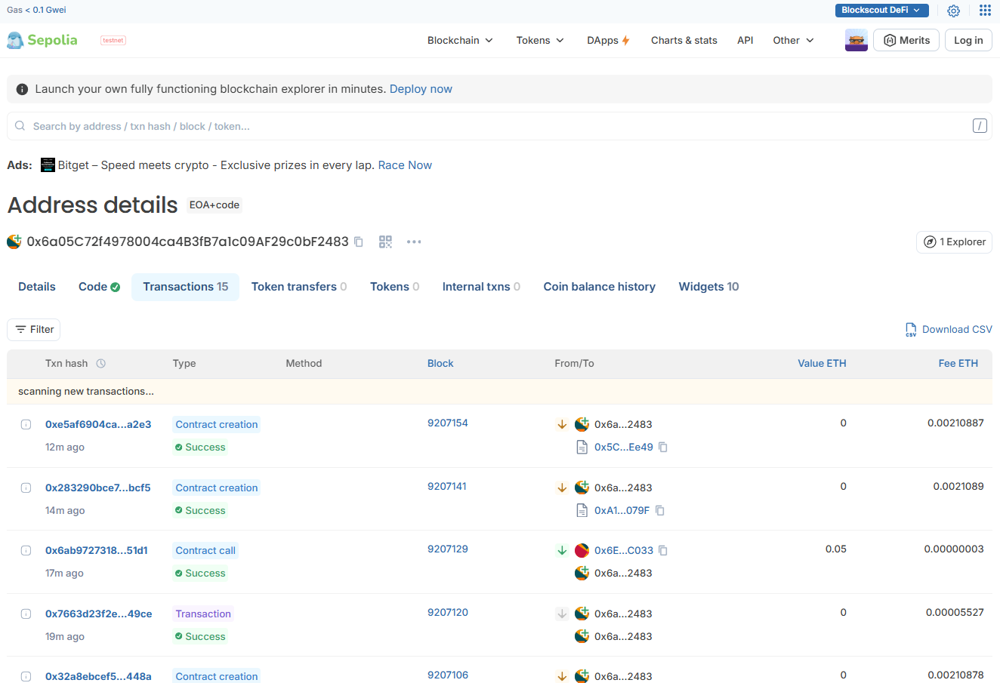 Gas < 0.1 Gwei
Blockscout DeFi
Sepolia testnet Blockchain Tokens DApps Charts & stats API Other Merits Log in
Launch your own fully functioning blockchain explorer in minutes. Deploy now
Search by address / txn hash / block / token... /
Ads: Bitget – Speed meets crypto - Exclusive prizes in every lap. Race Now
Address details EOA+code
0x6a05C72f4978004ca4B3fB7a1c09AF29c0bF2483 1 Explorer
Details Code Transactions 15 Token transfers 0 Tokens 0 Internal txns 0 Coin balance history Widgets 10
Filter Download CSV
Txn hash Type Method Block From/To Value ETH Fee ETH
scanning new transactions...
0xe5af6904ca...a2e3 Contract creation 9207154 0x6a...2483 0 0.00210887
12m ago Success 0x5C...Ee49
0x283290bce7...bcf5 Contract creation 9207141 0x6a...2483 0 0.0021089
14m ago Success 0xA1...079F
0x6ab9727318...51d1 Contract call 9207129 0x6E...C033 0.05 0.00000003
17m ago Success 0x6a...2483
0x7663d23f2e...49ce Transaction 9207120 0x6a...2483 0 0.00005527
19m ago Success 0x6a...2483
0x32a8ebcef5...448a Contract creation 9207106 0x6a...2483 0 0.00210878